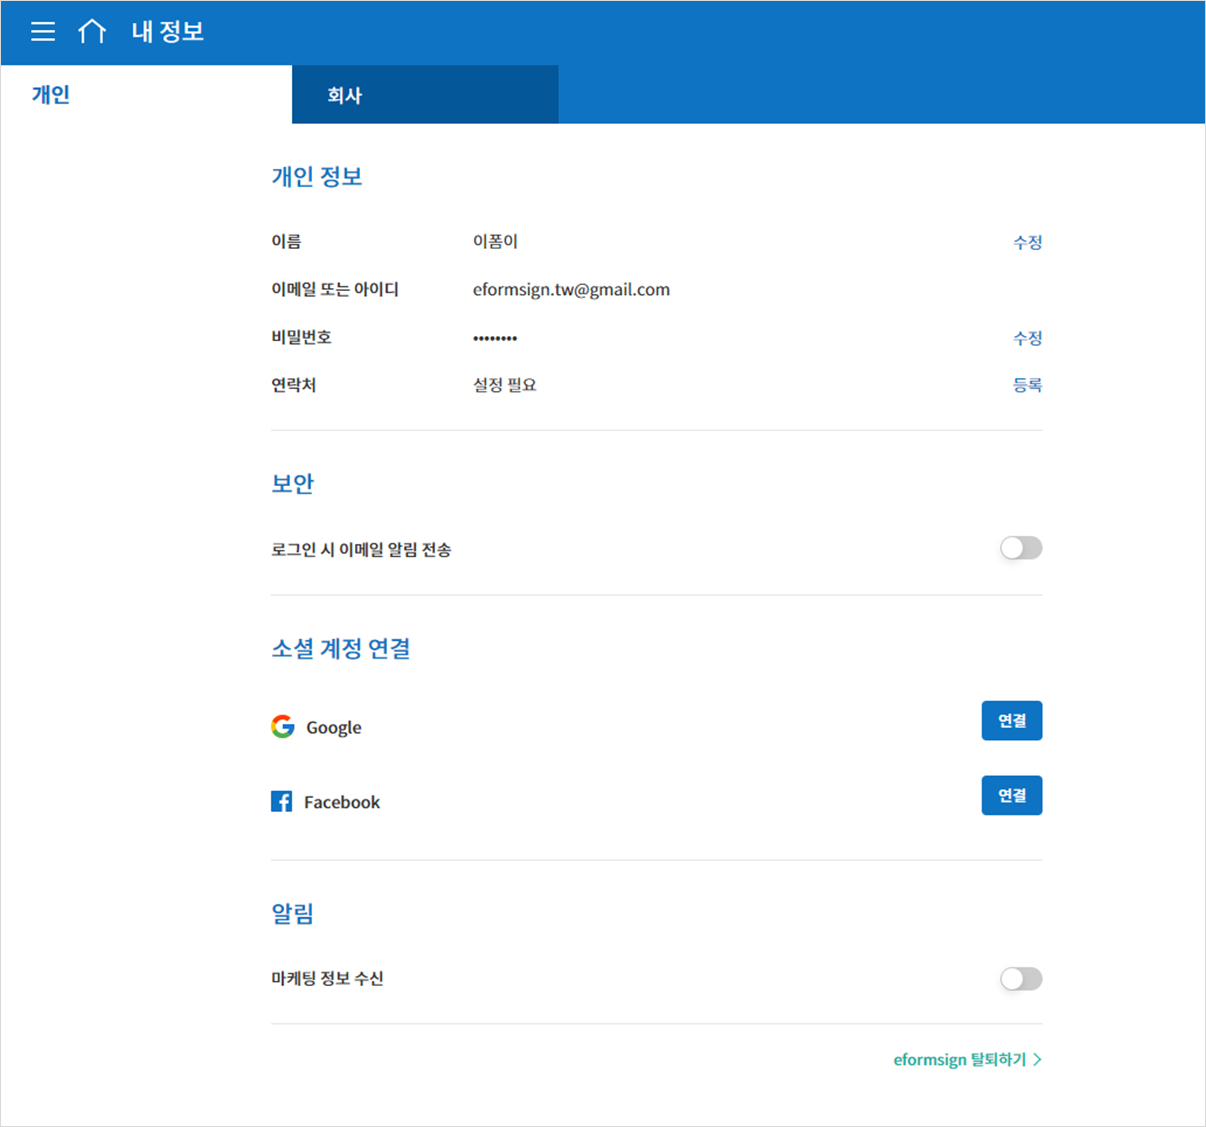 내 정보
개인
회사
개인 정보
이름 이폼이 수정
이메일 또는 아이디 eformsign.tw@gmail.com
비밀번호 •••••••• 수정
연락처 설정 필요 등록
보안
로그인 시 이메일 알림 전송
소셜 계정 연결
Google 연결
Facebook 연결
알림
마케팅 정보 수신
eformsign 탈퇴하기 >